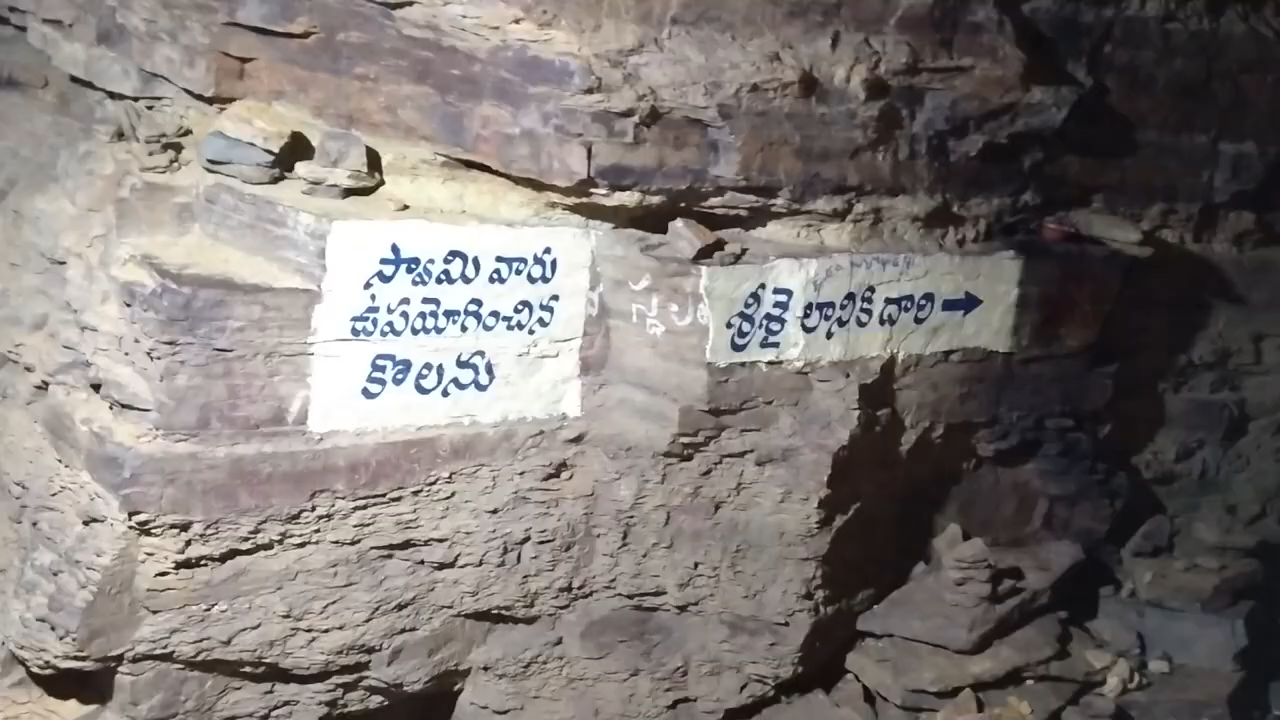 స్వామి వారు
ఉపయోగించిన
కొలను
శ్రీశైలానికి దారి →